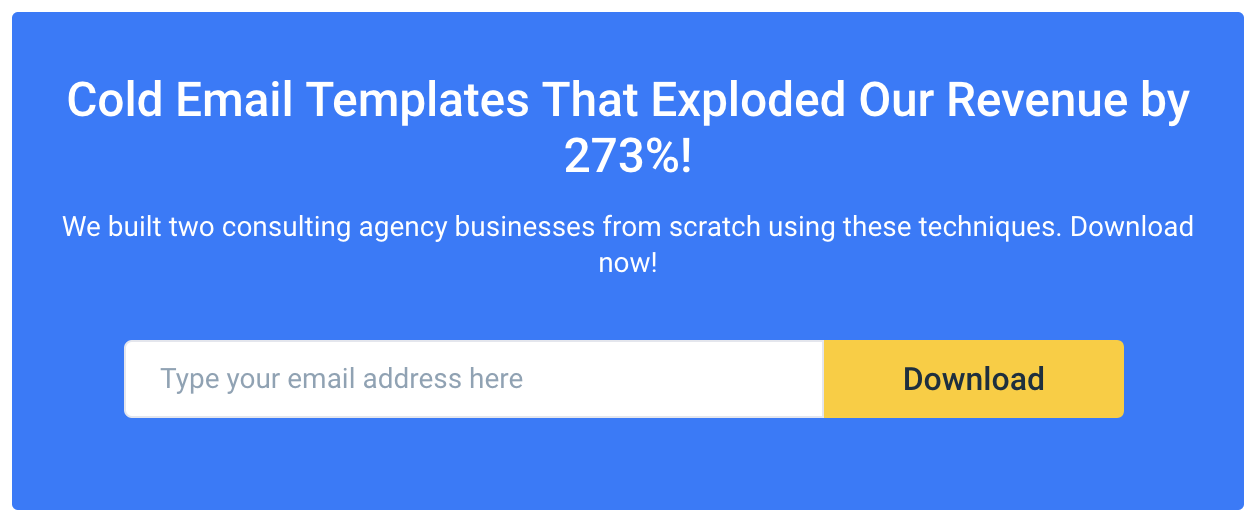 Cold Email Templates That Exploded Our Revenue by
273%!
We built two consulting agency businesses from scratch using these techniques. Download
now!
Type your email address here
Download